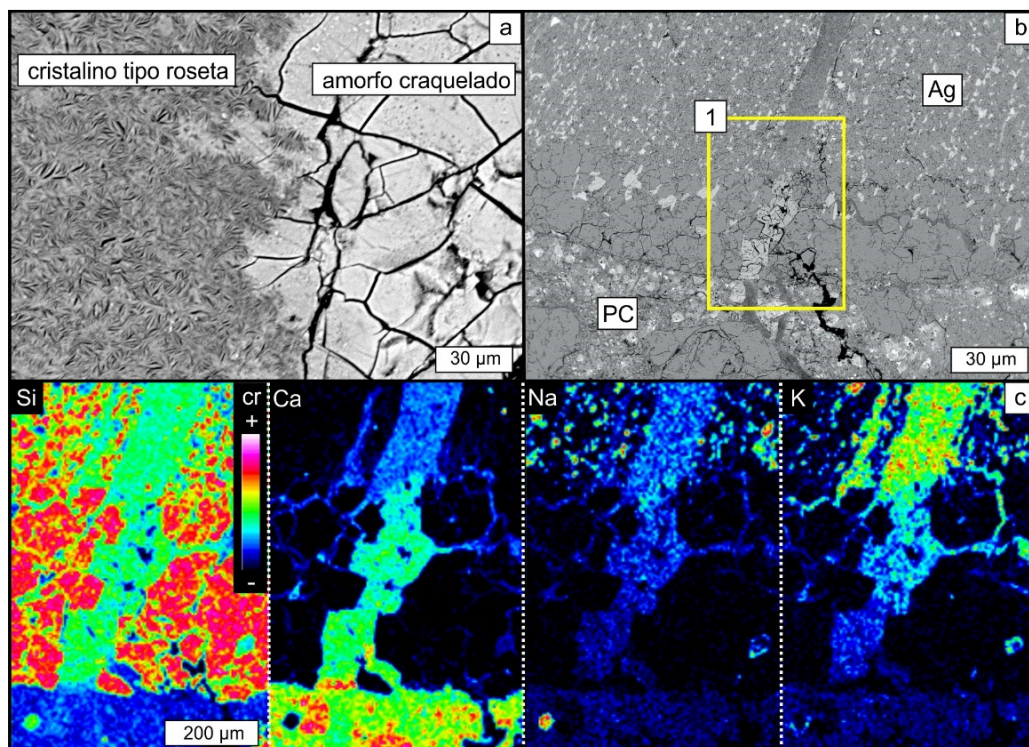 a
cristalino tipo roseta
amorfo craquelado
30 µm
b
1
Ag
PC
30 µm
Si
cr
+
-
Ca
Na
K
c
200 µm